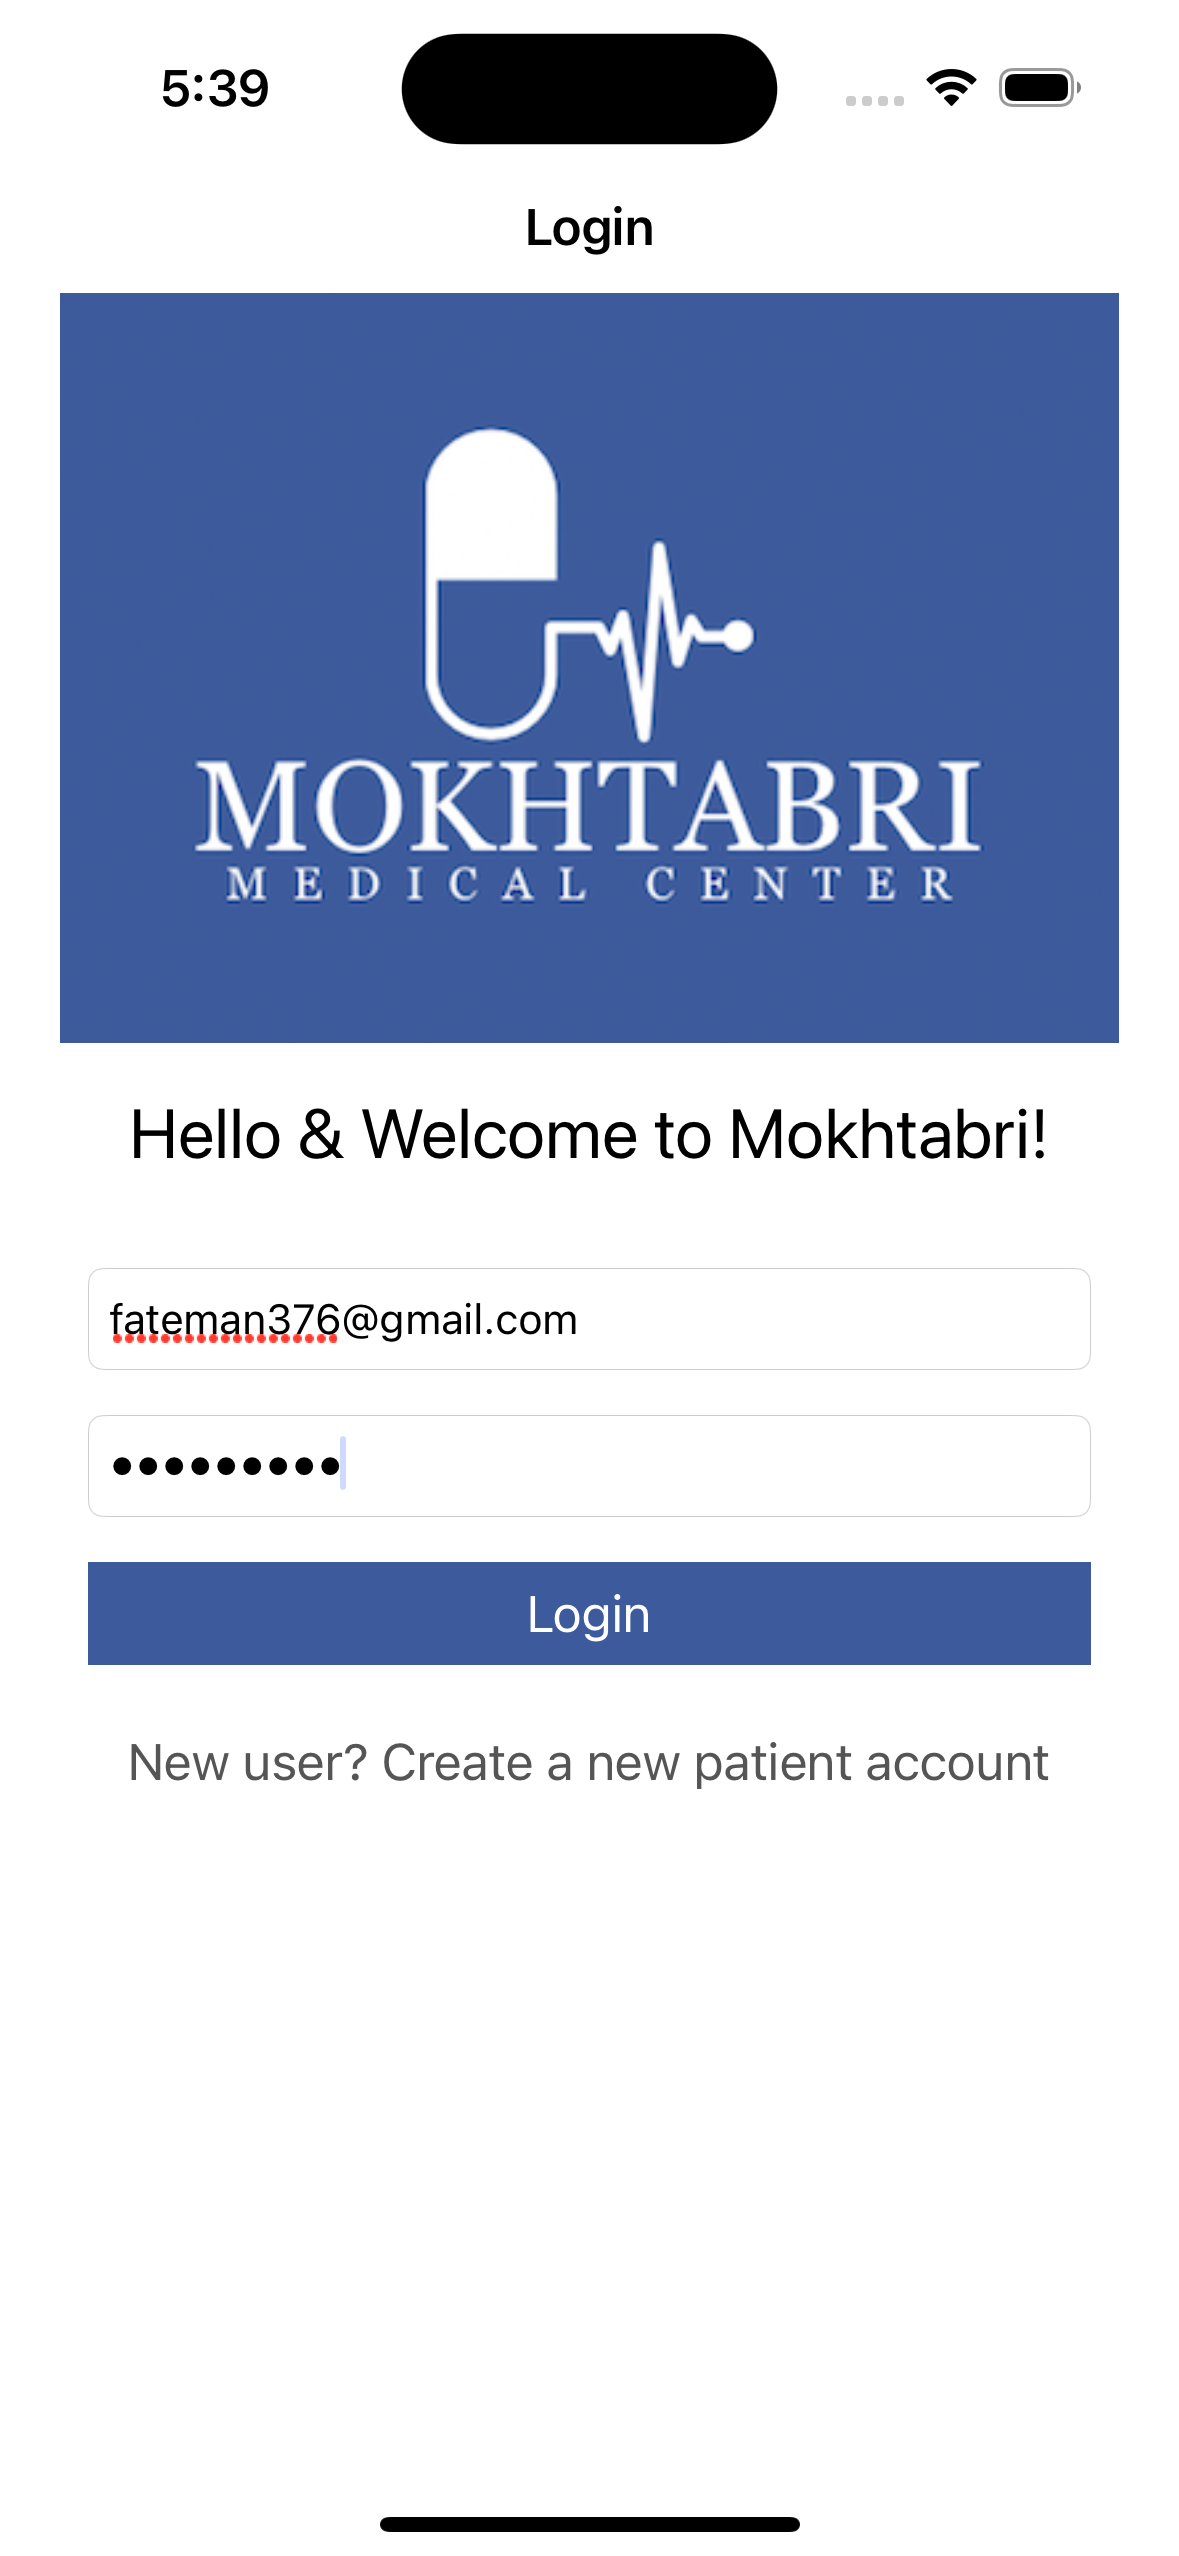 5:39
Login
MOKHTABRI
MEDICAL CENTER
Hello & Welcome to Mokhtabri!
fateman376@gmail.com
•••••••••
Login
New user? Create a new patient account